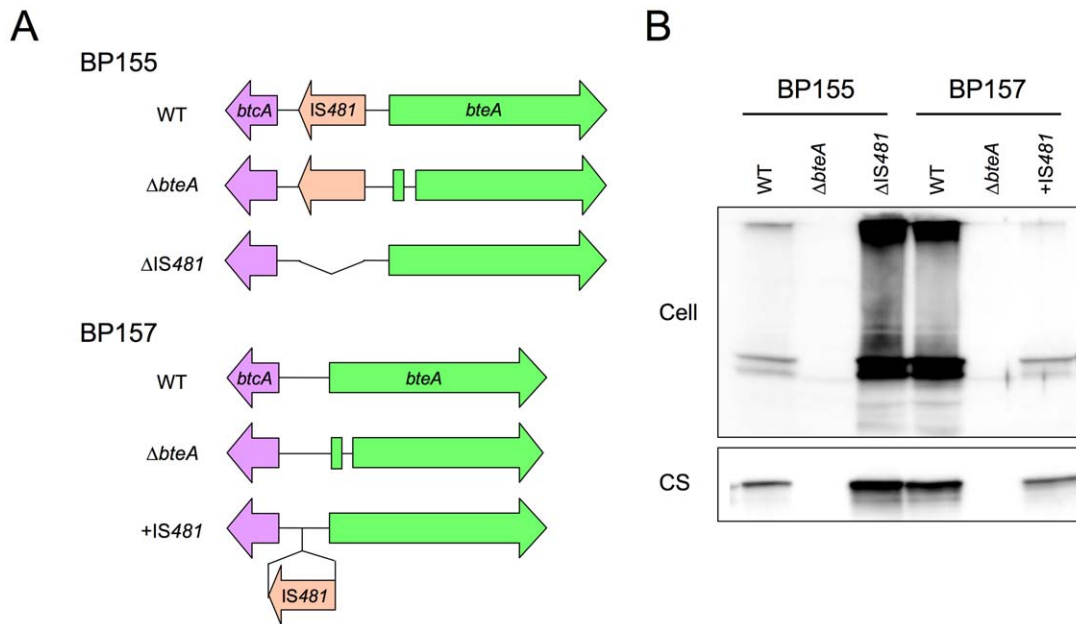 A
BP155
WT
btcA IS481 bteA
ΔbteA
ΔIS481
BP157
WT
btcA bteA
ΔbteA
+IS481
IS481
B
BP155 BP157
WT ΔbteA ΔIS481 WT ΔbteA +IS481
Cell
CS